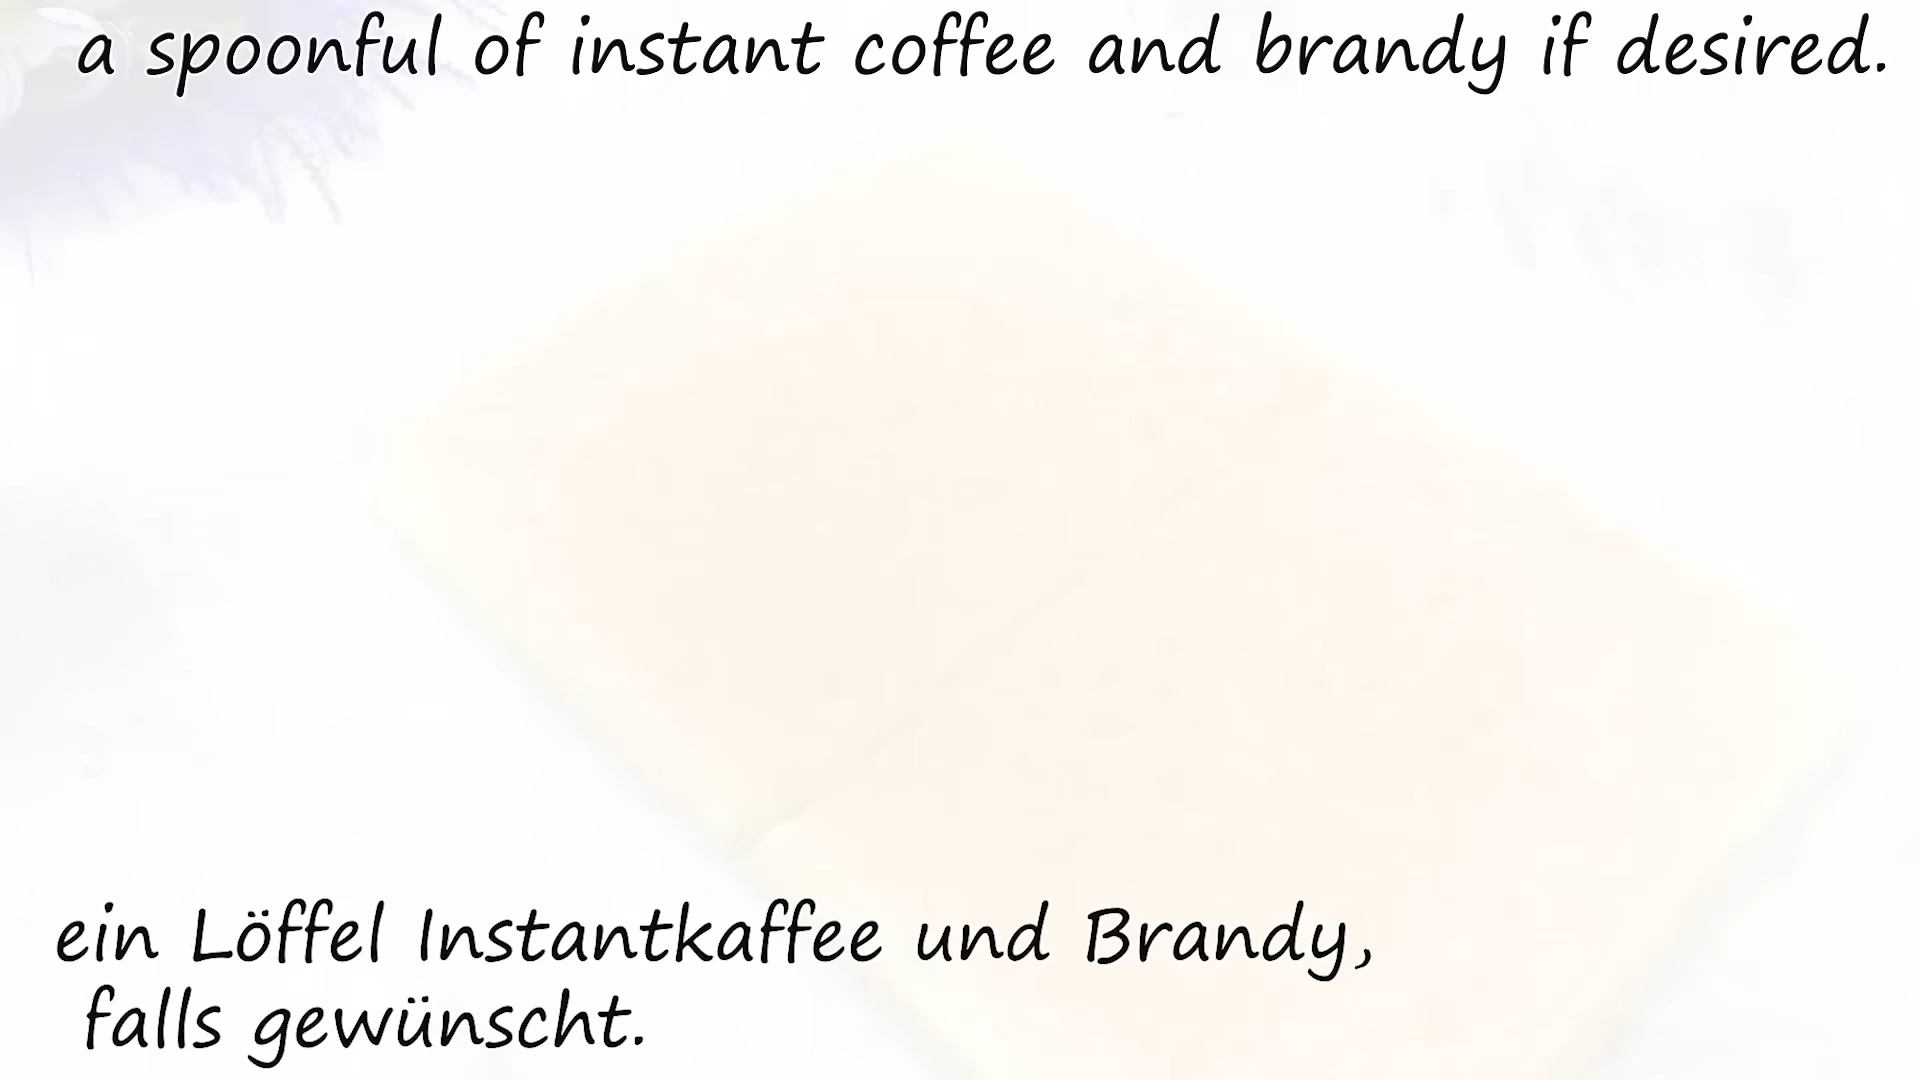 a spoonful of instant coffee and brandy if desired.
ein Löffel Instantkaffee und Brandy,
falls gewünscht.